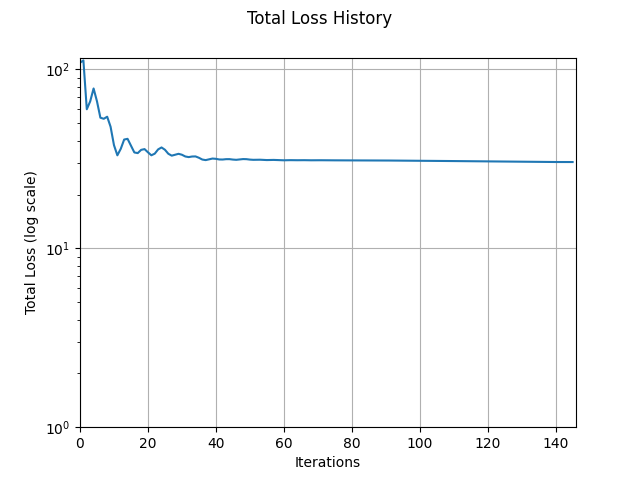 Total Loss History
10²
10¹
10⁰
Total Loss (log scale)
0 20 40 60 80 100 120 140
Iterations